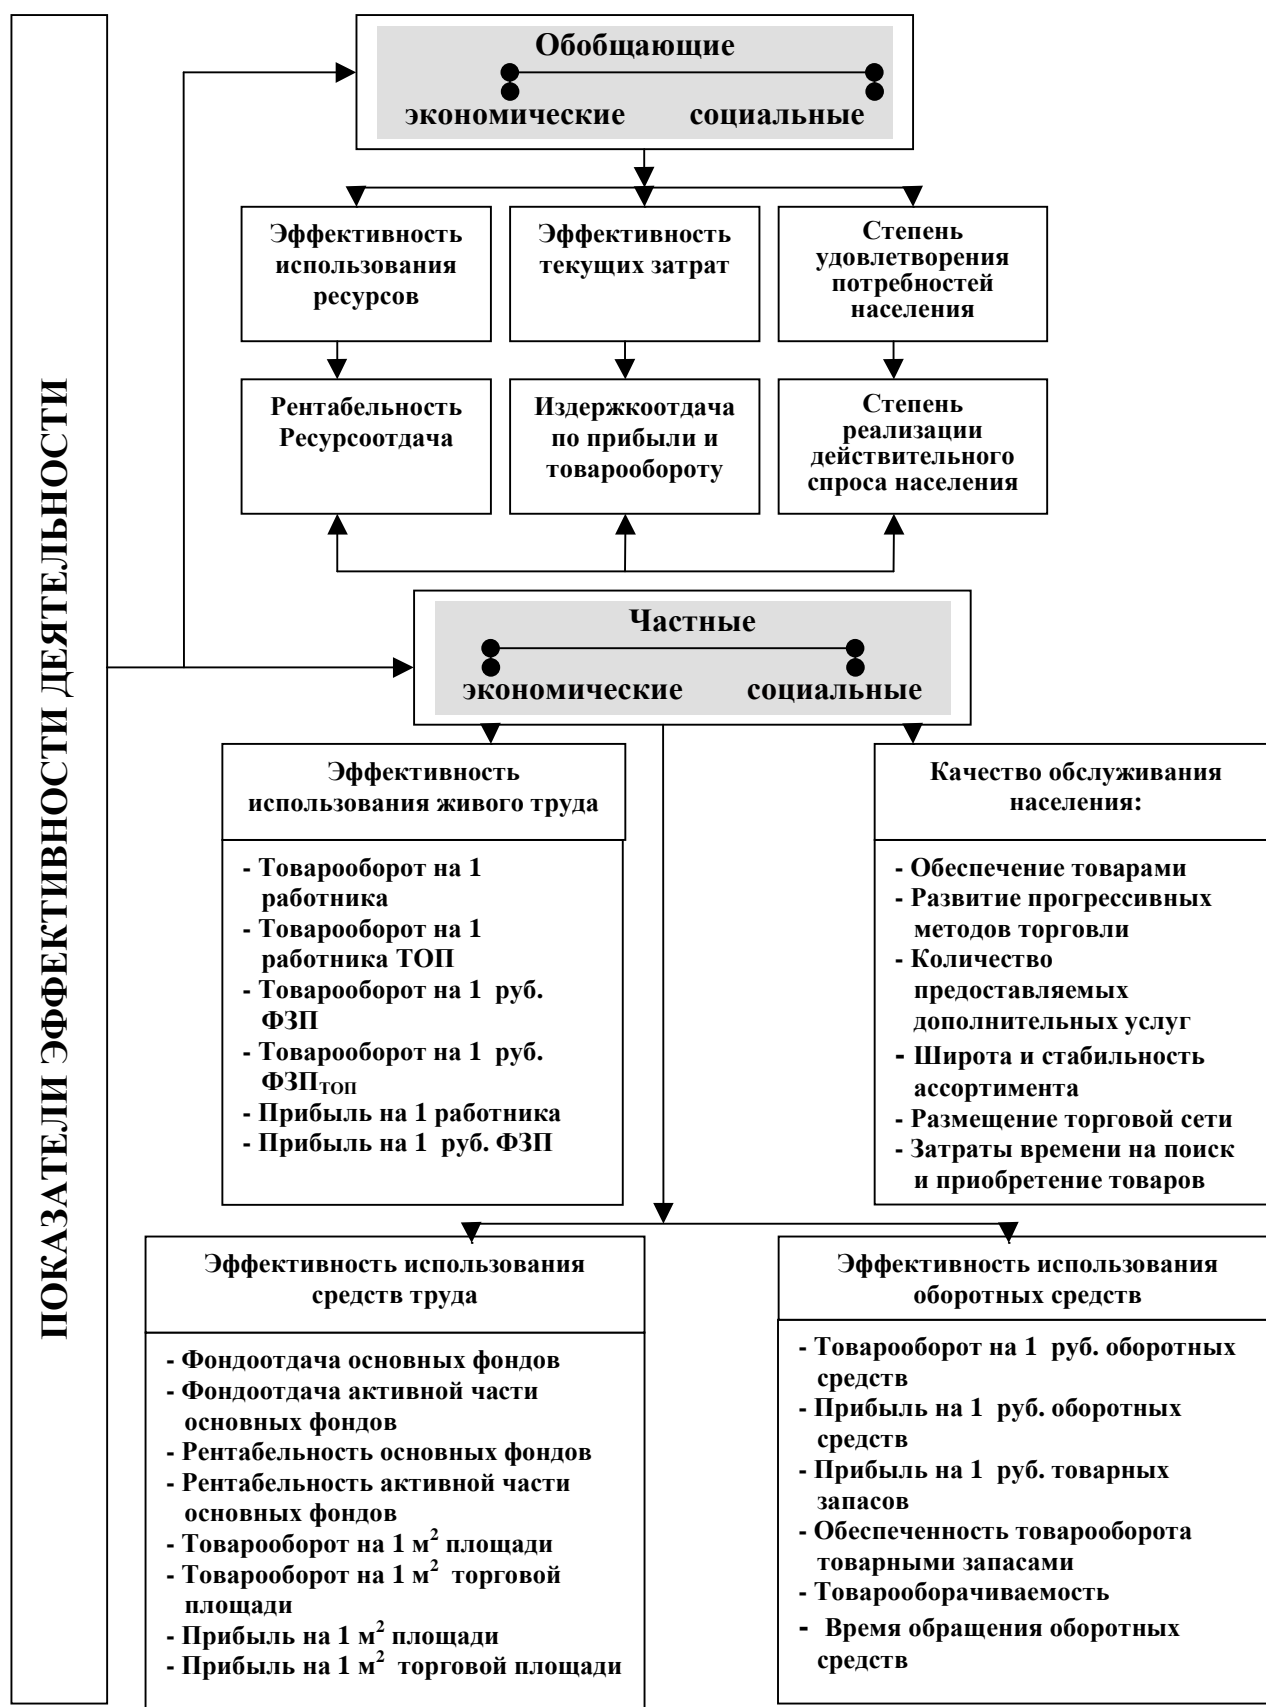 ПОКАЗАТЕЛИ ЭФФЕКТИВНОСТИ ДЕЯТЕЛЬНОСТИ
Обобщающие
экономические социальные
Эффективность
использования
ресурсов
Эффективность
текущих затрат
Степень
удовлетворения
потребностей
населения
Рентабельность
Ресурсоотдача
Издержкоотдача
по прибыли и
товарообороту
Степень
реализации
действительного
спроса населения
Частные
экономические социальные
Эффективность
использования живого труда
- Товарооборот на 1
работника
- Товарооборот на 1
работника ТОП
- Товарооборот на 1 руб.
ФЗП
- Товарооборот на 1 руб.
ФЗПТОП
- Прибыль на 1 работника
- Прибыль на 1 руб. ФЗП
Качество обслуживания
населения:
- Обеспечение товарами
- Развитие прогрессивных
методов торговли
- Количество
предоставляемых
дополнительных услуг
- Широта и стабильность
ассортимента
- Размещение торговой сети
- Затраты времени на поиск
и приобретение товаров
Эффективность использования
средств труда
- Фондоотдача основных фондов
- Фондоотдача активной части
основных фондов
- Рентабельность основных фондов
- Рентабельность активной части
основных фондов
- Товарооборот на 1 м² площади
- Товарооборот на 1 м² торговой
площади
- Прибыль на 1 м² площади
- Прибыль на 1 м² торговой площади
Эффективность использования
оборотных средств
- Товарооборот на 1 руб. оборотных
средств
- Прибыль на 1 руб. оборотных
средств
- Прибыль на 1 руб. товарных
запасов
- Обеспеченность товарооборота
товарными запасами
- Товарооборачиваемость
- Время обращения оборотных
средств